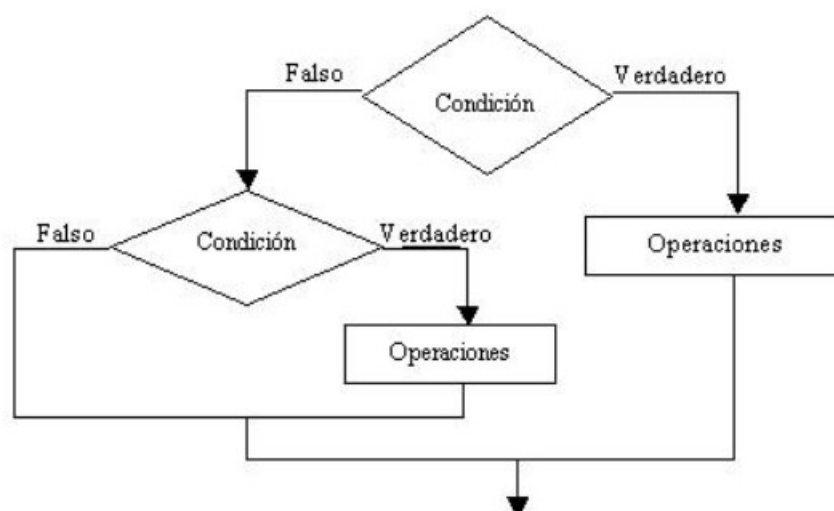 Falso
Verdadero
Condición
Falso
Condición
Verdadero
Operaciones
Operaciones